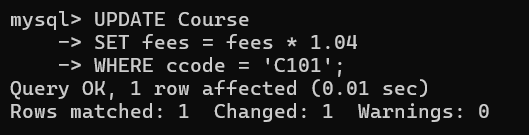 mysql> UPDATE Course
    -> SET fees = fees * 1.04
    -> WHERE ccode = 'C101';
Query OK, 1 row affected (0.01 sec)
Rows matched: 1  Changed: 1  Warnings: 0